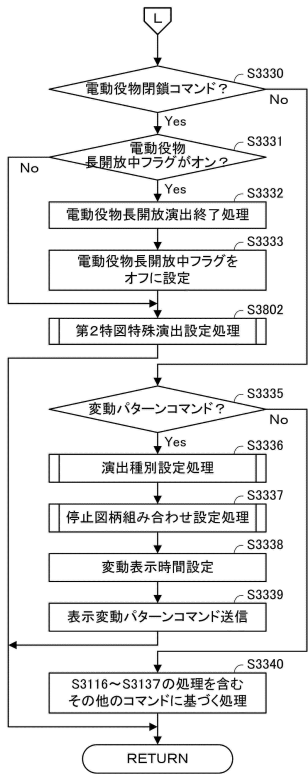 L
S3330
電動役物閉鎖コマンド?
No
Yes
S3331
電動役物
長開放中フラグがオン?
No
Yes
S3332
電動役物長開放演出終了処理
S3333
電動役物長開放中フラグを
オフに設定
S3802
第2特図特殊演出設定処理
S3335
変動パターンコマンド?
No
Yes
S3336
演出種別設定処理
S3337
停止図柄組み合わせ設定処理
S3338
変動表示時間設定
S3339
表示変動パターンコマンド送信
S3340
S3116～S3137の処理を含む
その他のコマンドに基づく処理
RETURN